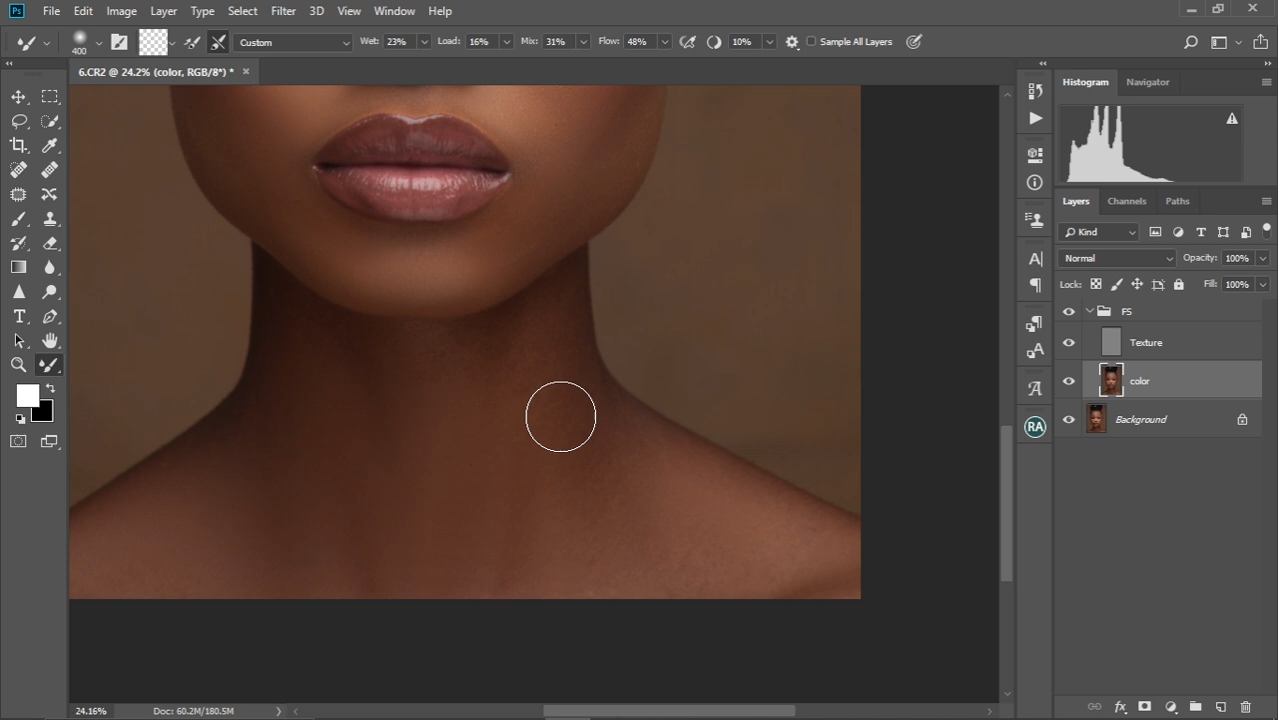 Ps File Edit Image Layer Type Select Filter 3D View Window Help
400 Custom Wet: 23% Load: 16% Mix: 31% Flow: 48% 10% Sample All Layers
6.CR2 @ 24.2% (color, RGB/8*) * ×
Histogram Navigator
Layers Channels Paths
Kind
Normal Opacity: 100%
Lock: Fill: 100%
FS
Texture
color
Background
RA
24.16% Doc: 60.2M/180.5M